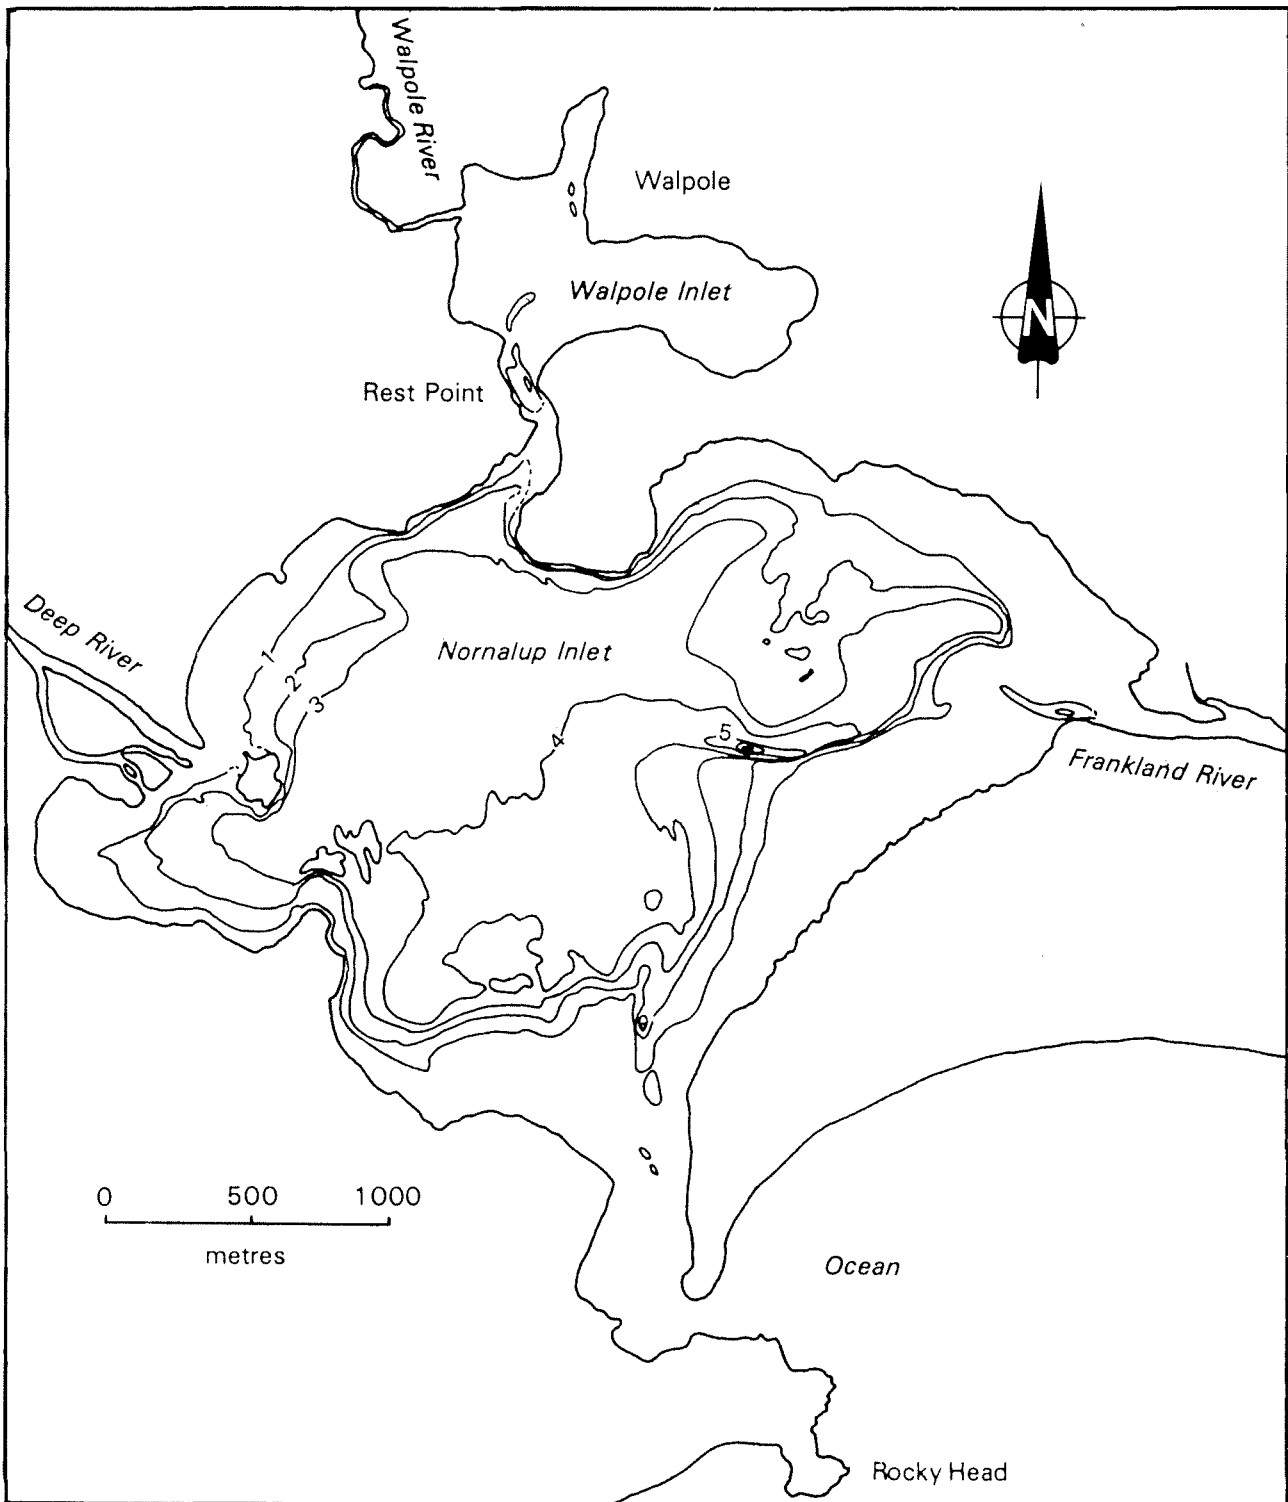 Walpole River
Walpole
Walpole Inlet
N
Rest Point
Deep River
Nornalup Inlet
1
2
3
4
5
Frankland River
0 500 1000
metres
Ocean
Rocky Head